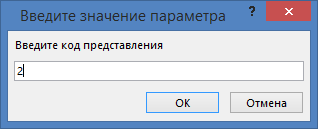 Введите значение параметра ?
Введите код представления
2
ОК Отмена